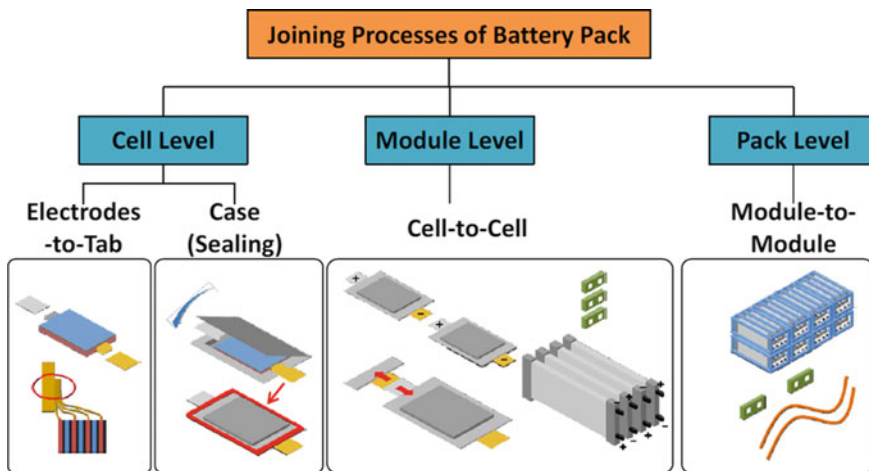 Joining Processes of Battery Pack
Cell Level
Module Level
Pack Level
Electrodes
-to-Tab
Case
(Sealing)
Cell-to-Cell
Module-to-
Module